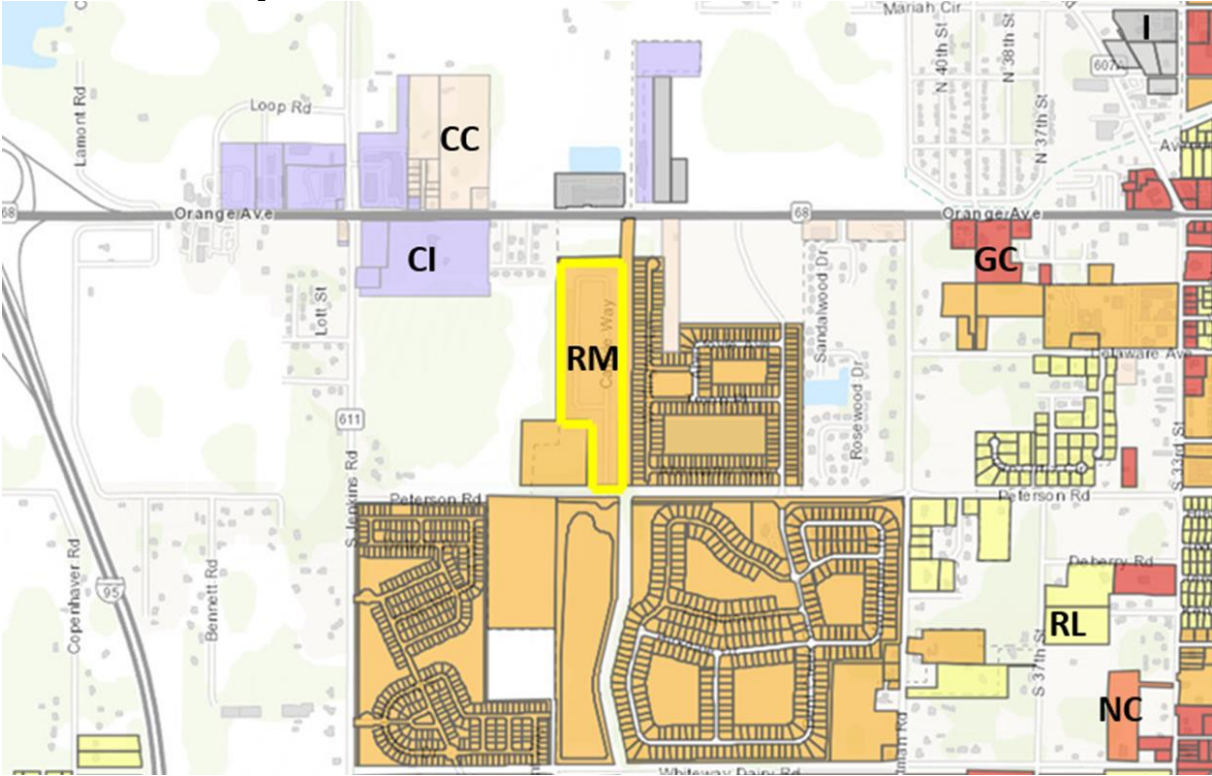 Mariah Cir
I
N 40th St
N 38th St
607A
Lamont Rd
Loop Rd
CC
N 37th St
68
Orange Ave
68
Orange Ave
CI
GC
Lott St
Sandalwood Dr
RM
Delaware Ave
611
Rosewood Dr
S 33rd St
S Jenkins Rd
Peterson Rd
Peterson Rd
Copenhaver Rd
95
Bennett Rd
Deberry Rd
RL
S 37th St
NC
Whiteway Dairy Rd